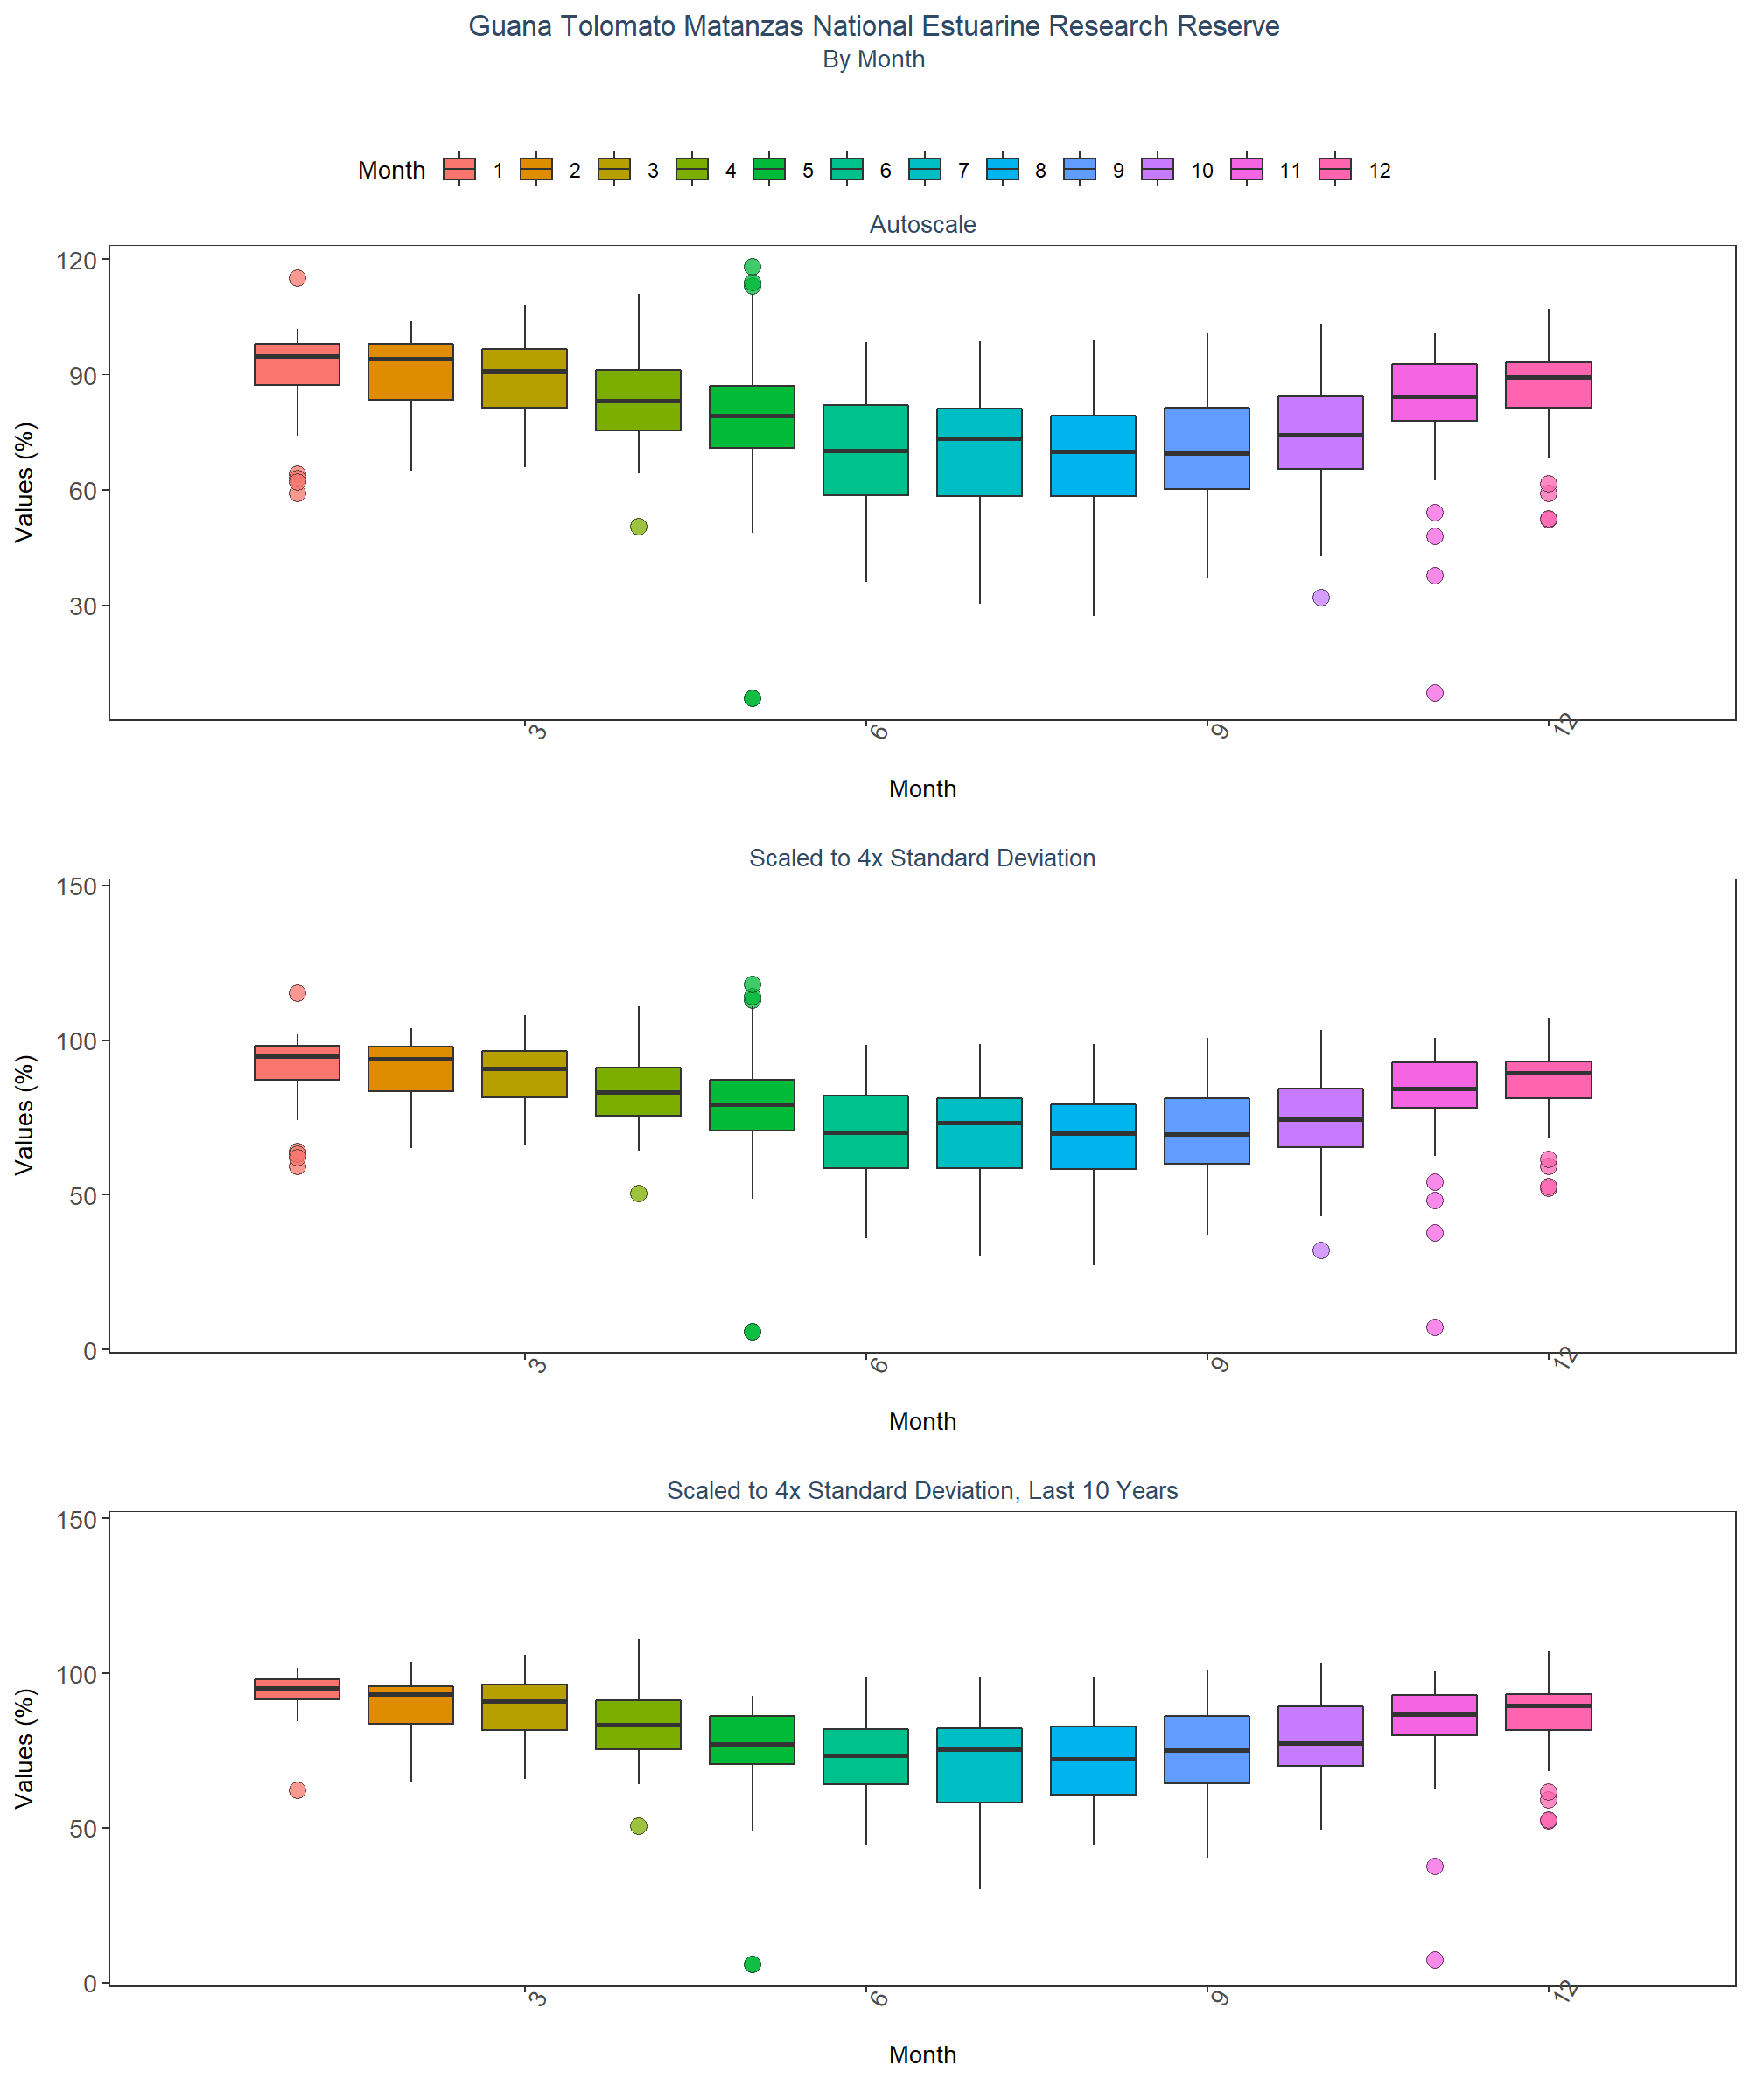 Guana Tolomato Matanzas National Estuarine Research Reserve
By Month
Month 1 2 3 4 5 6 7 8 9 10 11 12
Autoscale
120
90
60
30
Values (%)
3 6 9 12
Month
Scaled to 4x Standard Deviation
150
100
50
0
Values (%)
3 6 9 12
Month
Scaled to 4x Standard Deviation, Last 10 Years
150
100
50
0
Values (%)
3 6 9 12
Month